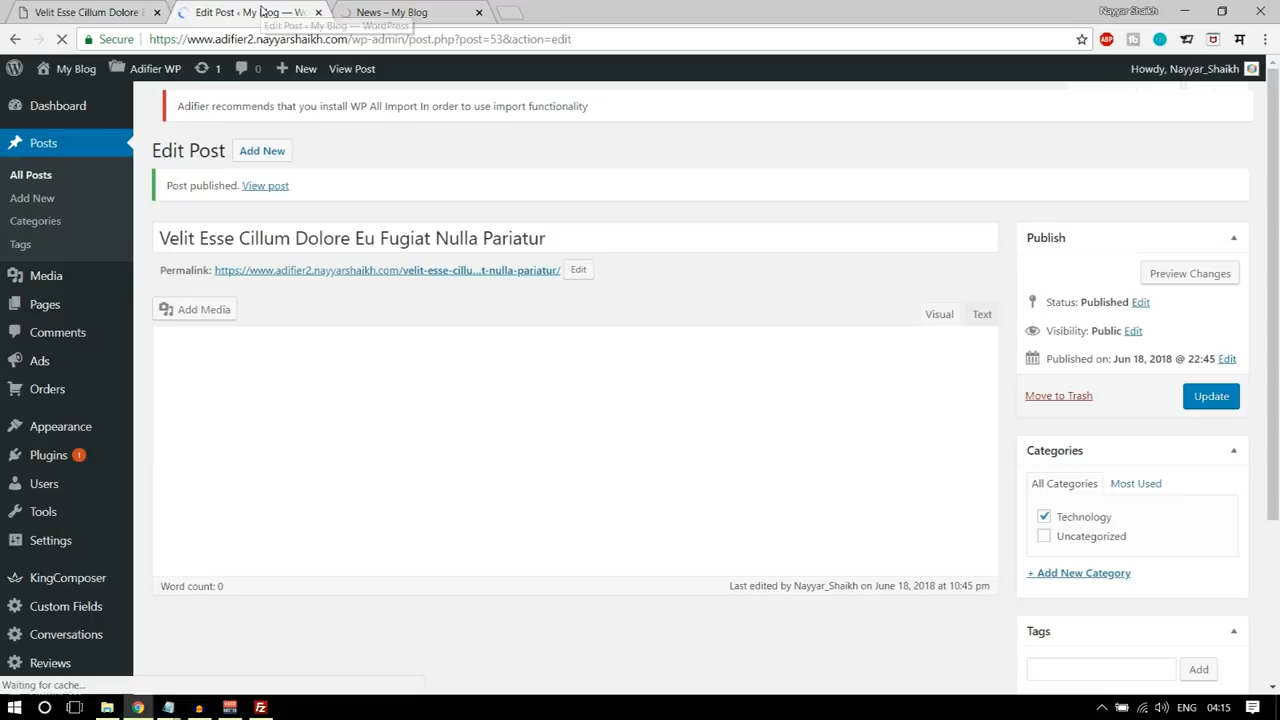 Velit Esse Cillum Dolore E
Edit Post ‹ My Blog — W
News – My Blog
Nayyar Shaikh
Edit Post ‹ My Blog — WordPress
Secure
https://www.adifier2.nayyarshaikh.com/wp-admin/post.php?post=53&action=edit
My Blog
Adifier WP
1
0
New
View Post
Howdy, Nayyar_Shaikh
Dashboard
Adifier recommends that you install WP All Import In order to use import functionality
Posts
All Posts
Add New
Categories
Tags
Media
Pages
Comments
Ads
Orders
Appearance
Plugins 1
Users
Tools
Settings
KingComposer
Custom Fields
Conversations
Reviews
Edit Post
Add New
Post published. View post
Velit Esse Cillum Dolore Eu Fugiat Nulla Pariatur
Permalink: https://www.adifier2.nayyarshaikh.com/velit-esse-cillu...t-nulla-pariatur/
Edit
Add Media
Visual
Text
Word count: 0
Last edited by Nayyar_Shaikh on June 18, 2018 at 10:45 pm
Publish
Preview Changes
Status: Published Edit
Visibility: Public Edit
Published on: Jun 18, 2018 @ 22:45 Edit
Move to Trash
Update
Categories
All Categories
Most Used
Technology
Uncategorized
+ Add New Category
Tags
Add
Waiting for cache...
ENG
04:15